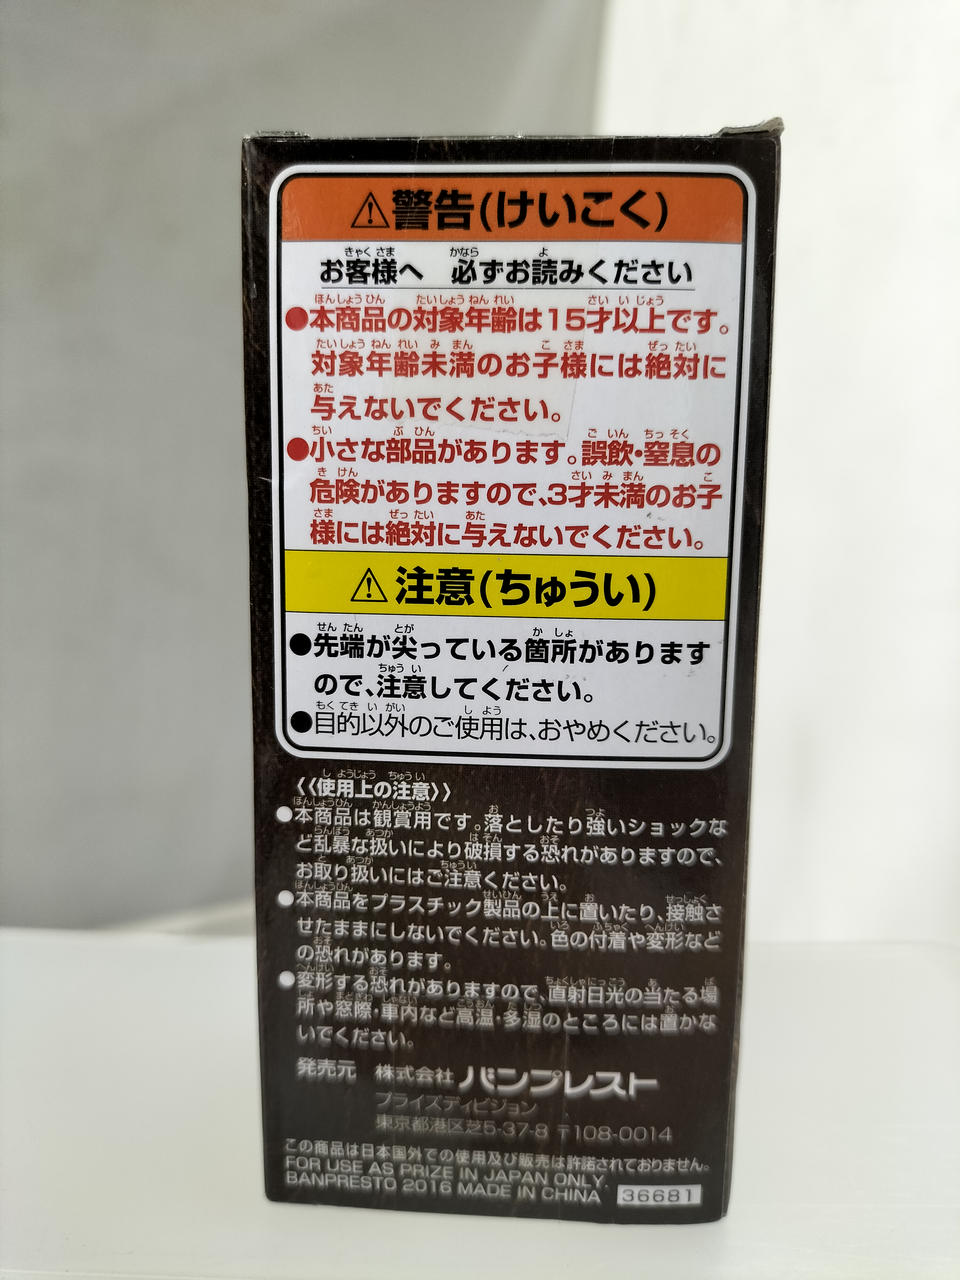 ⚠警告(けいこく)
お客様へ 必ずお読みください
●本商品の対象年齢は15才以上です。
対象年齢未満のお子様には絶対に
与えないでください。
●小さな部品があります。誤飲・窒息の
危険がありますので、3才未満のお子
様には絶対に与えないでください。
⚠注意(ちゅうい)
●先端が尖っている箇所があります
ので、注意してください。
●目的以外のご使用は、おやめください。
《使用上の注意》
●本商品は観賞用です。落としたり強いショックな
ど乱暴な扱いにより破損する恐れがありますので、
お取り扱いにはご注意ください。
●本商品をプラスチック製品の上に置いたり、接触さ
せたままにしないでください。色の付着や変形など
の恐れがあります。
●変形する恐れがありますので、直射日光の当たる場
所や窓際・車内など高温・多湿のところには置かな
いでください。
発売元 株式会社 バンプレスト
プライズディビジョン
東京都港区芝5-37-8 〒108-0014
この商品は日本国外での使用及び販売は許諾されておりません。
FOR USE AS PRIZE IN JAPAN ONLY.
BANPRESTO 2016 MADE IN CHINA 36681